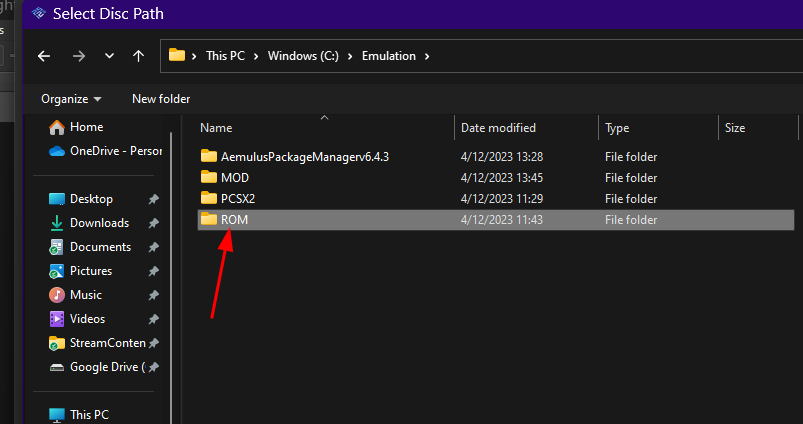 ght
Select Disc Path
s
This PC > Windows (C:) > Emulation >
Organize
New folder
Home
OneDrive - Person
Desktop
Downloads
Documents
Pictures
Music
Videos
StreamConten
Google Drive (
This PC
Name Date modified Type Size
AemulusPackageManagerv6.4.3 4/12/2023 13:28 File folder
MOD 4/12/2023 13:45 File folder
PCSX2 4/12/2023 11:29 File folder
ROM 4/12/2023 11:43 File folder